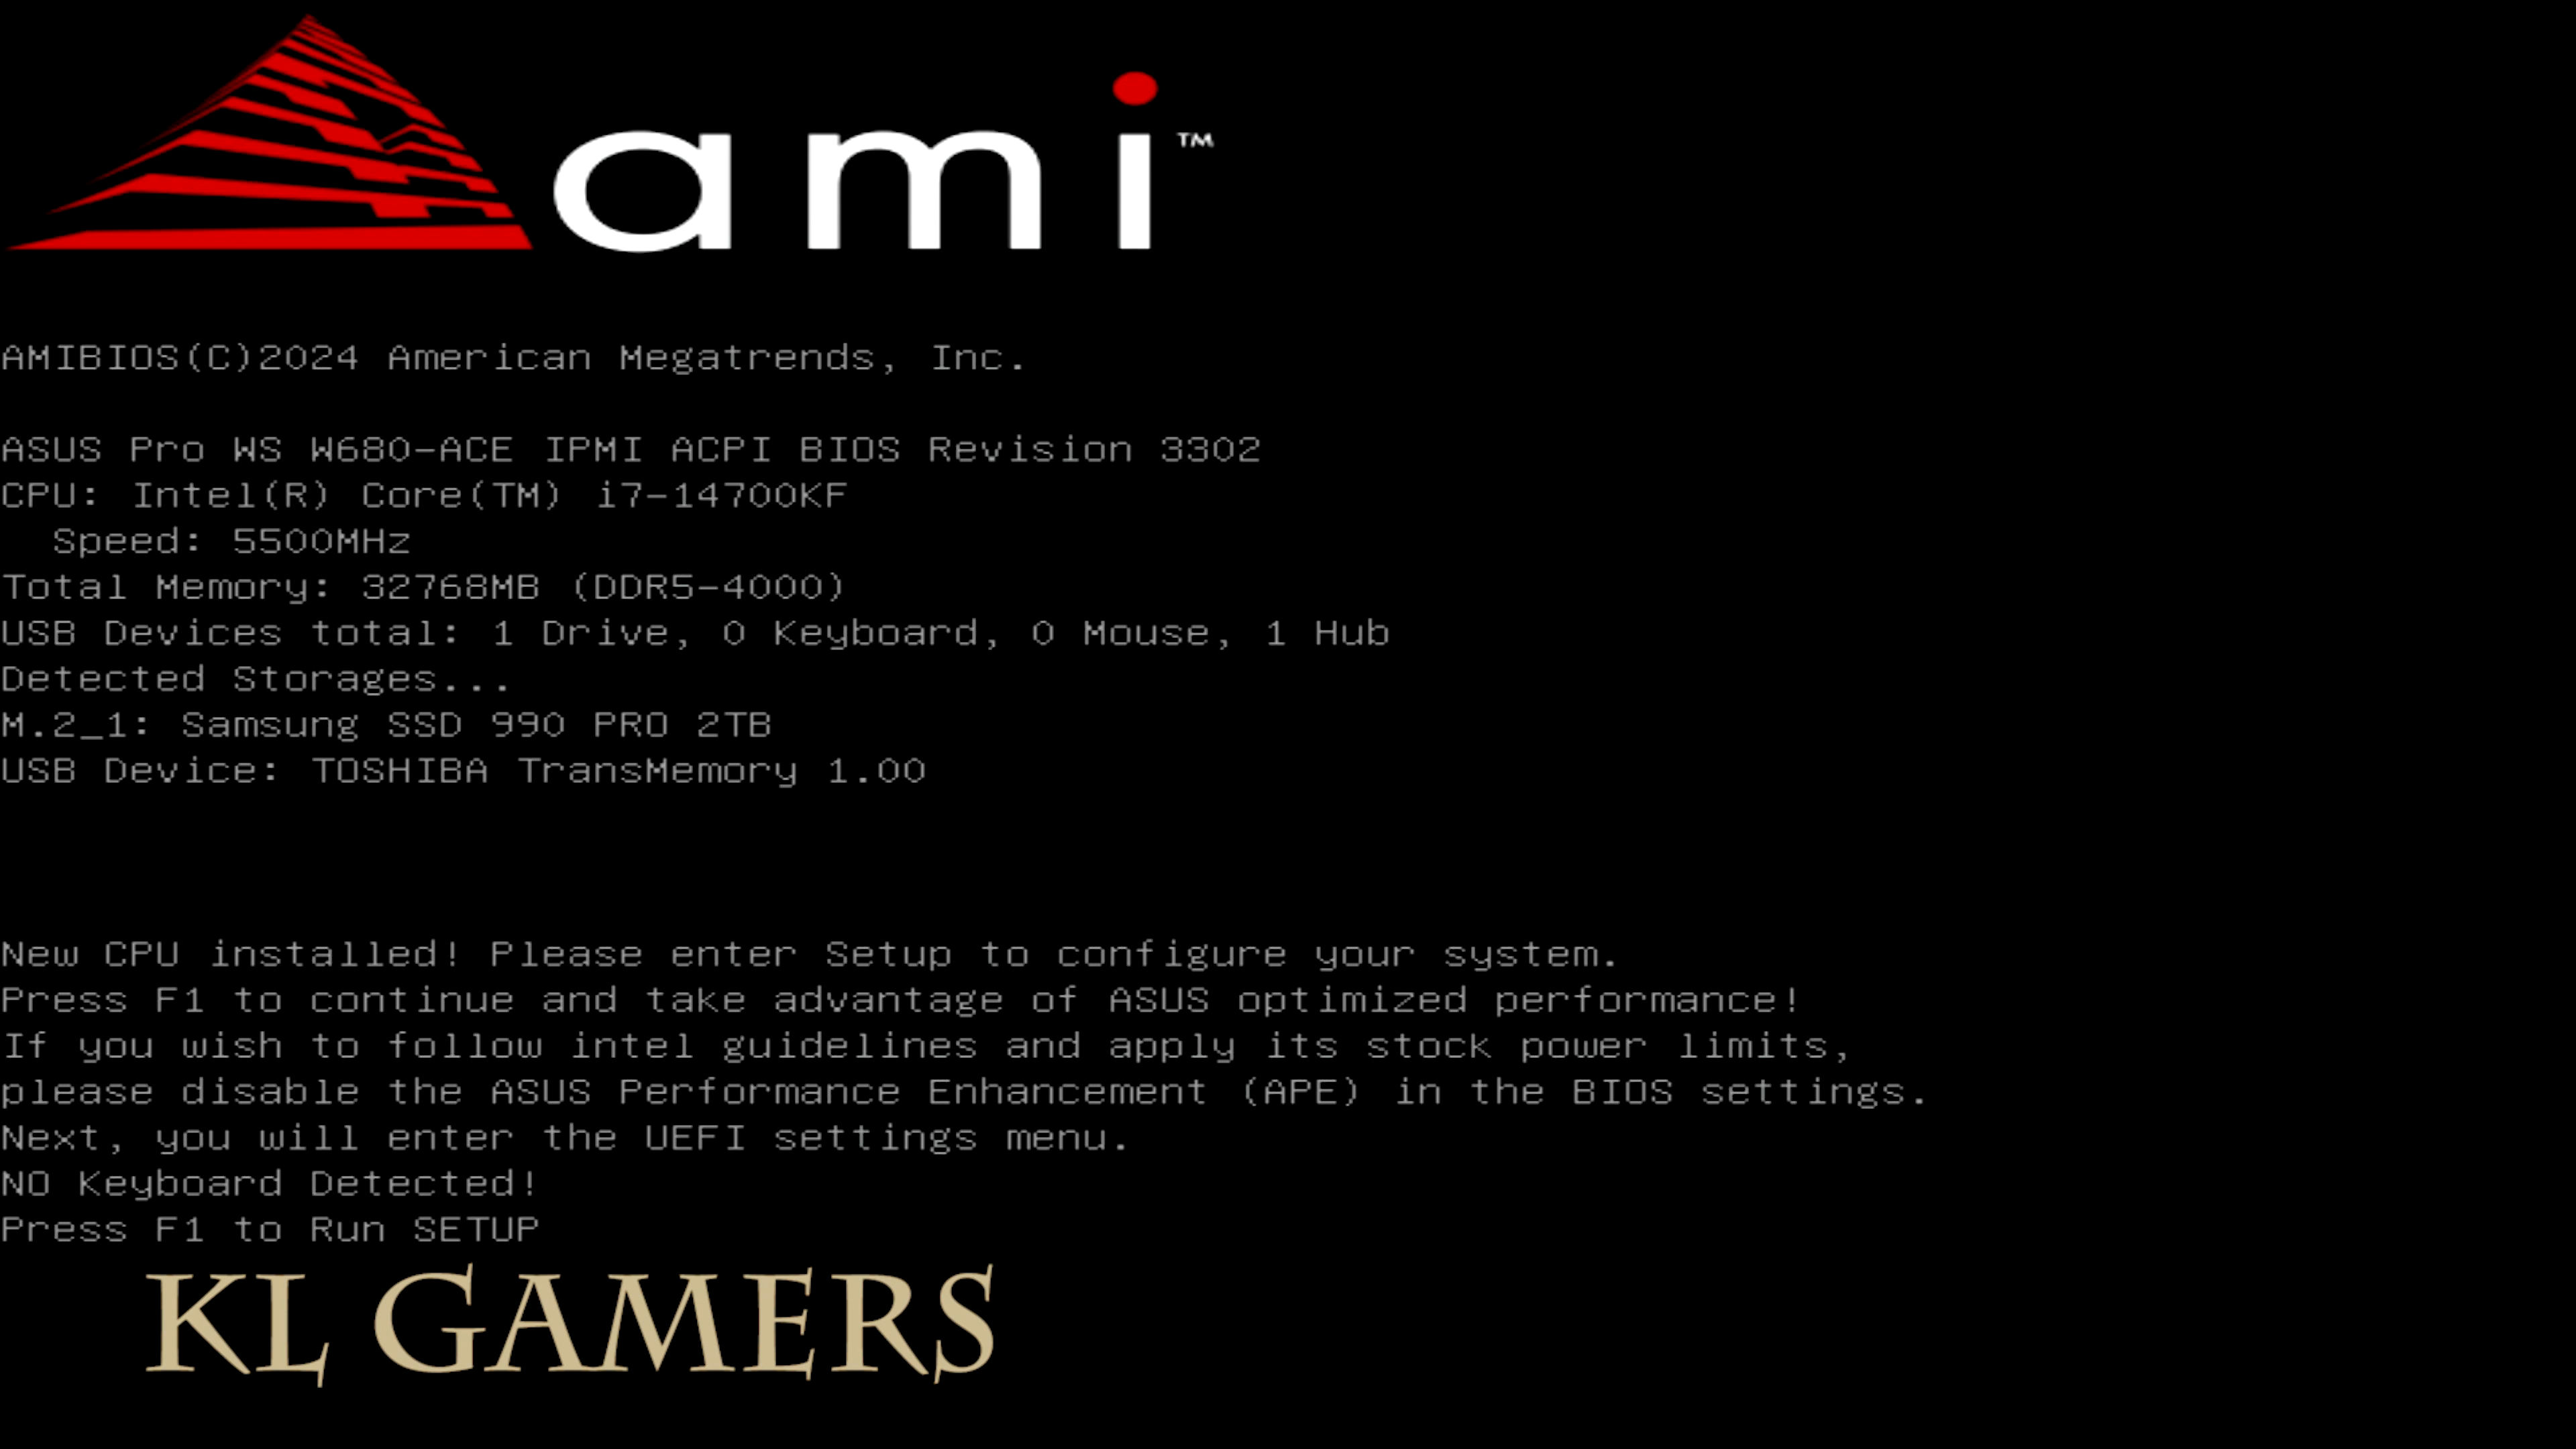 ami™
AMIBIOS(C)2024 American Megatrends, Inc.
ASUS Pro WS W680-ACE IPMI ACPI BIOS Revision 3302
CPU: Intel(R) Core(TM) i7-14700KF
Speed: 5500MHz
Total Memory: 32768MB (DDR5-4000)
USB Devices total: 1 Drive, 0 Keyboard, 0 Mouse, 1 Hub
Detected Storages...
M.2_1: Samsung SSD 990 PRO 2TB
USB Device: TOSHIBA TransMemory 1.00
New CPU installed! Please enter Setup to configure your system.
Press F1 to continue and take advantage of ASUS optimized performance!
If you wish to follow intel guidelines and apply its stock power limits,
please disable the ASUS Performance Enhancement (APE) in the BIOS settings.
Next, you will enter the UEFI settings menu.
NO Keyboard Detected!
Press F1 to Run SETUP
KL GAMERS